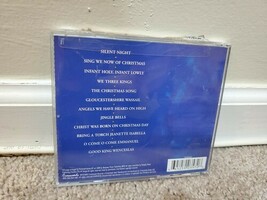 SILENT NIGHT
SING WE NOW OF CHRISTMAS
INFANT HOLY, INFANT LOWLY
WE THREE KINGS
THE CHRISTMAS SONG
GLOUCESTERSHIRE WASSAIL
ANGELS WE HAVE HEARD ON HIGH
JINGLE BELLS
CHRIST WAS BORN ON CHRISTMAS DAY
BRING A TORCH JEANETTE ISABELLA
O COME O COME EMMANUEL
GOOD KING WENCESLAS